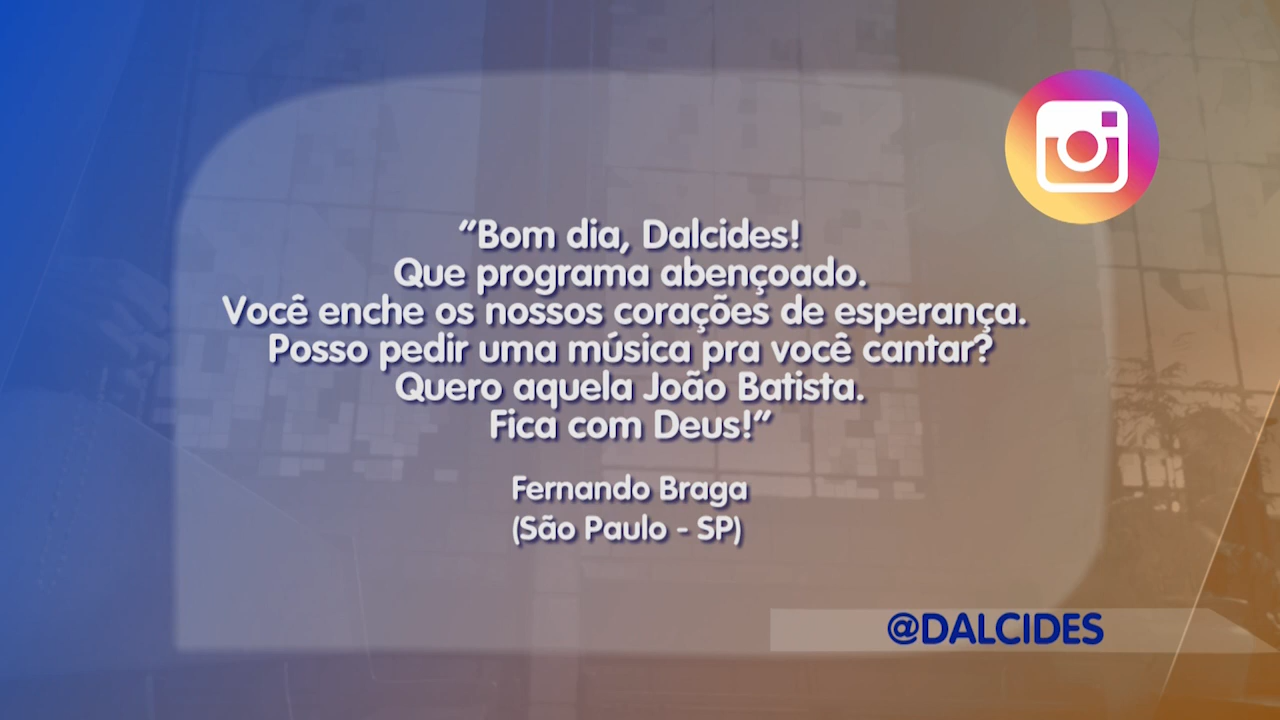 “Bom dia, Dalcides!
Que programa abençoado.
Você enche os nossos corações de esperança.
Posso pedir uma música pra você cantar?
Quero aquela João Batista.
Fica com Deus!”
Fernando Braga
(São Paulo - SP)
@DALCIDES